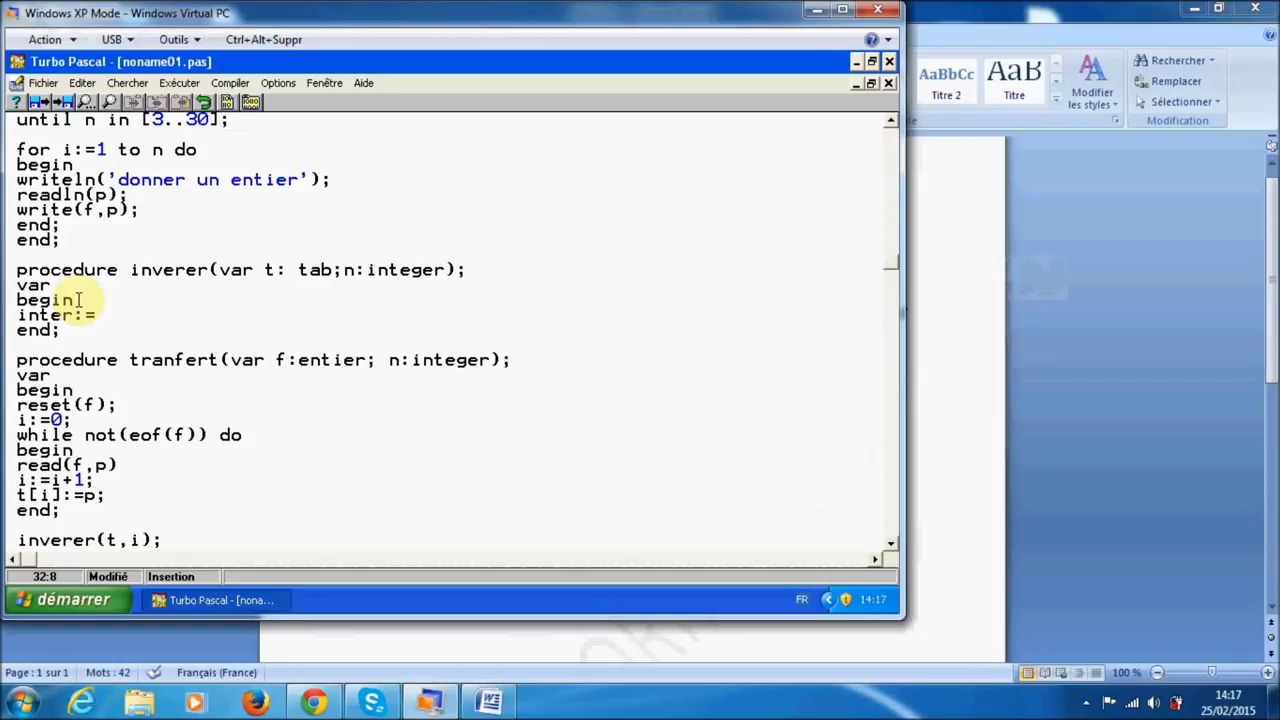 Windows XP Mode - Windows Virtual PC
Action USB Outils Ctrl+Alt+Suppr
Turbo Pascal - [noname01.pas]
Fichier Editer Chercher Exécuter Compiler Options Fenêtre Aide
until n in [3..30];
for i:=1 to n do
begin
writeln('donner un entier');
readln(p);
write(f,p);
end;
end;
procedure inverer(var t: tab;n:integer);
var
begin
inter:=
end;
procedure tranfert(var f:entier; n:integer);
var
begin
reset(f);
i:=0;
while not(eof(f)) do
begin
read(f,p)
i:=i+1;
t[i]:=p;
end;
inverer(t,i);
32:8 Modifié Insertion
démarrer Turbo Pascal - [nona... FR 14:17
AaBbCc AaB
Titre 2 Titre
Modifier
les styles
Rechercher
Remplacer
Sélectionner
Modification
Page : 1 sur 1 Mots : 42 Français (France) 100 %
14:17
25/02/2015